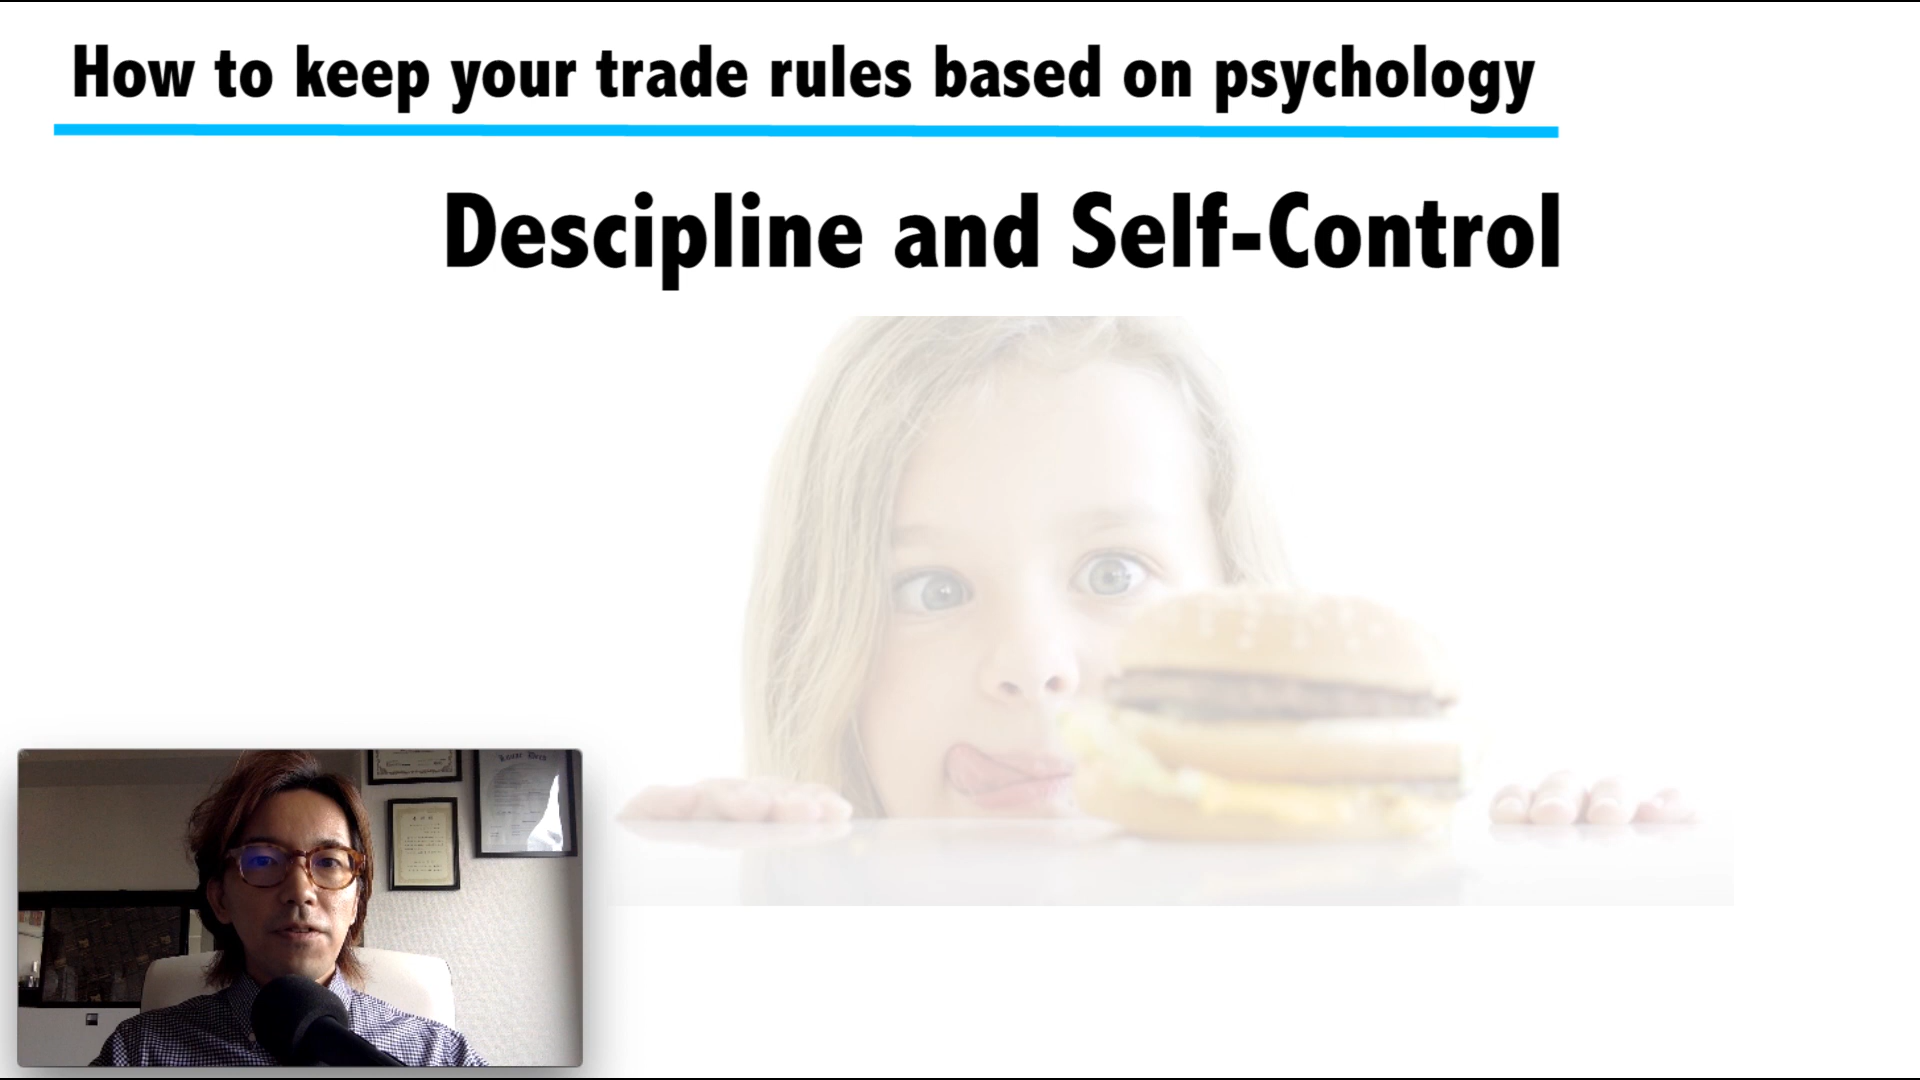 How to keep your trade rules based on psychology
Descipline and Self-Control